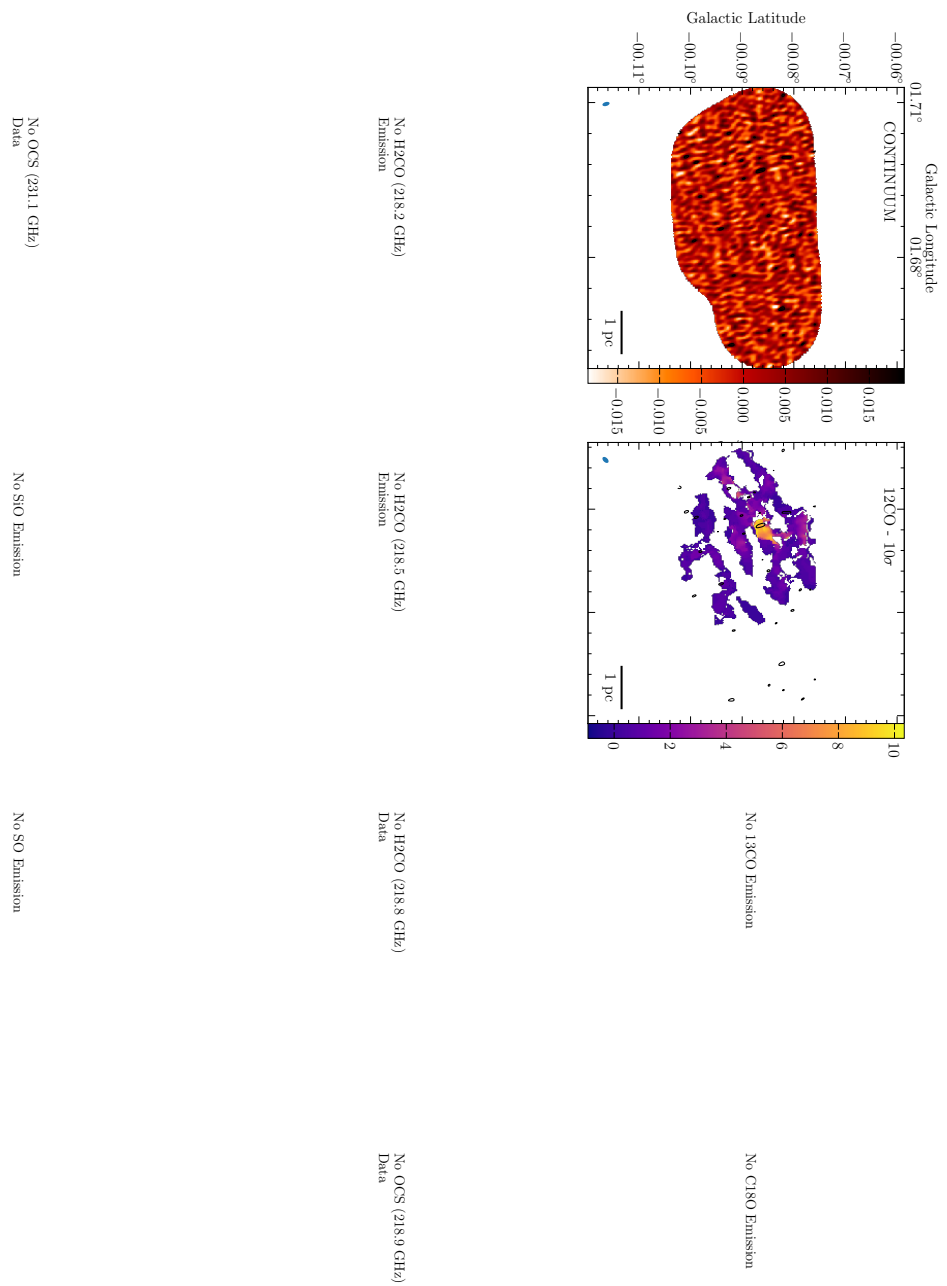 Galactic Longitude
01.71°
01.68°
Galactic Latitude
−00.06°
−00.07°
−00.08°
−00.09°
−00.10°
−00.11°
CONTINUUM
1 pc
0.015
0.010
0.005
0.000
−0.005
−0.010
−0.015
12CO - 10σ
1 pc
10
8
6
4
2
0
No 13CO Emission
No C18O Emission
No H2CO (218.2 GHz)
Emission
No H2CO (218.5 GHz)
Emission
No H2CO (218.8 GHz)
Data
No OCS (218.9 GHz)
Data
No OCS (231.1 GHz)
Data
No SiO Emission
No SO Emission